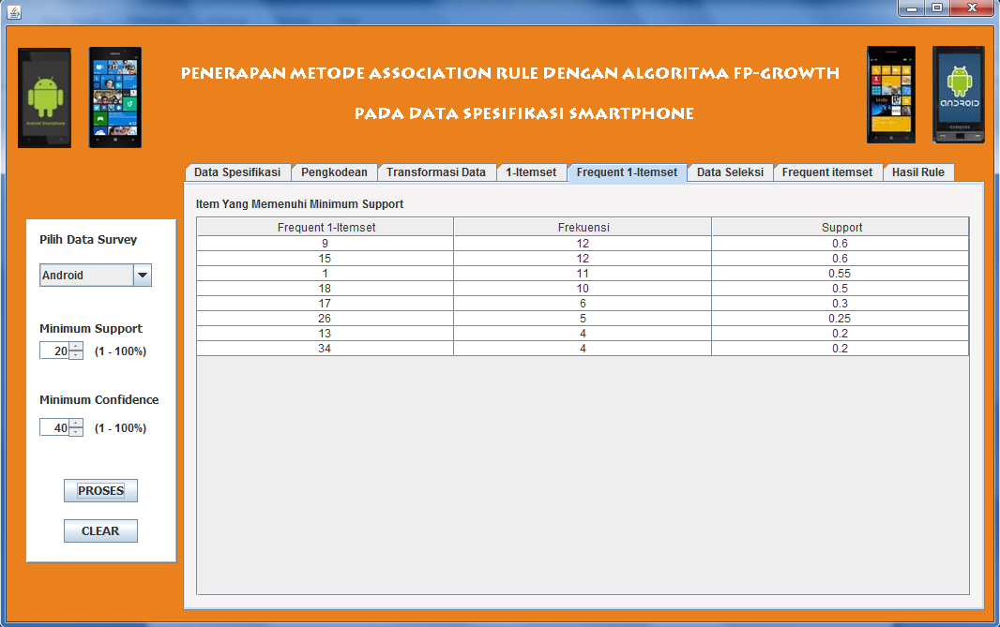 PENERAPAN METODE ASSOCIATION RULE DENGAN ALGORITMA FP-GROWTH
PADA DATA SPESIFIKASI SMARTPHONE
Android Smartphone
ANDROID
SAMSUNG
Data Spesifikasi Pengkodean Transformasi Data 1-Itemset Frequent 1-Itemset Data Seleksi Frequent itemset Hasil Rule
Pilih Data Survey
Android
Minimum Support
20 (1 - 100%)
Minimum Confidence
40 (1 - 100%)
PROSES
CLEAR
Item Yang Memenuhi Minimum Support
Frequent 1-Itemset Frekuensi Support
9 12 0.6
15 12 0.6
1 11 0.55
18 10 0.5
17 6 0.3
26 5 0.25
13 4 0.2
34 4 0.2